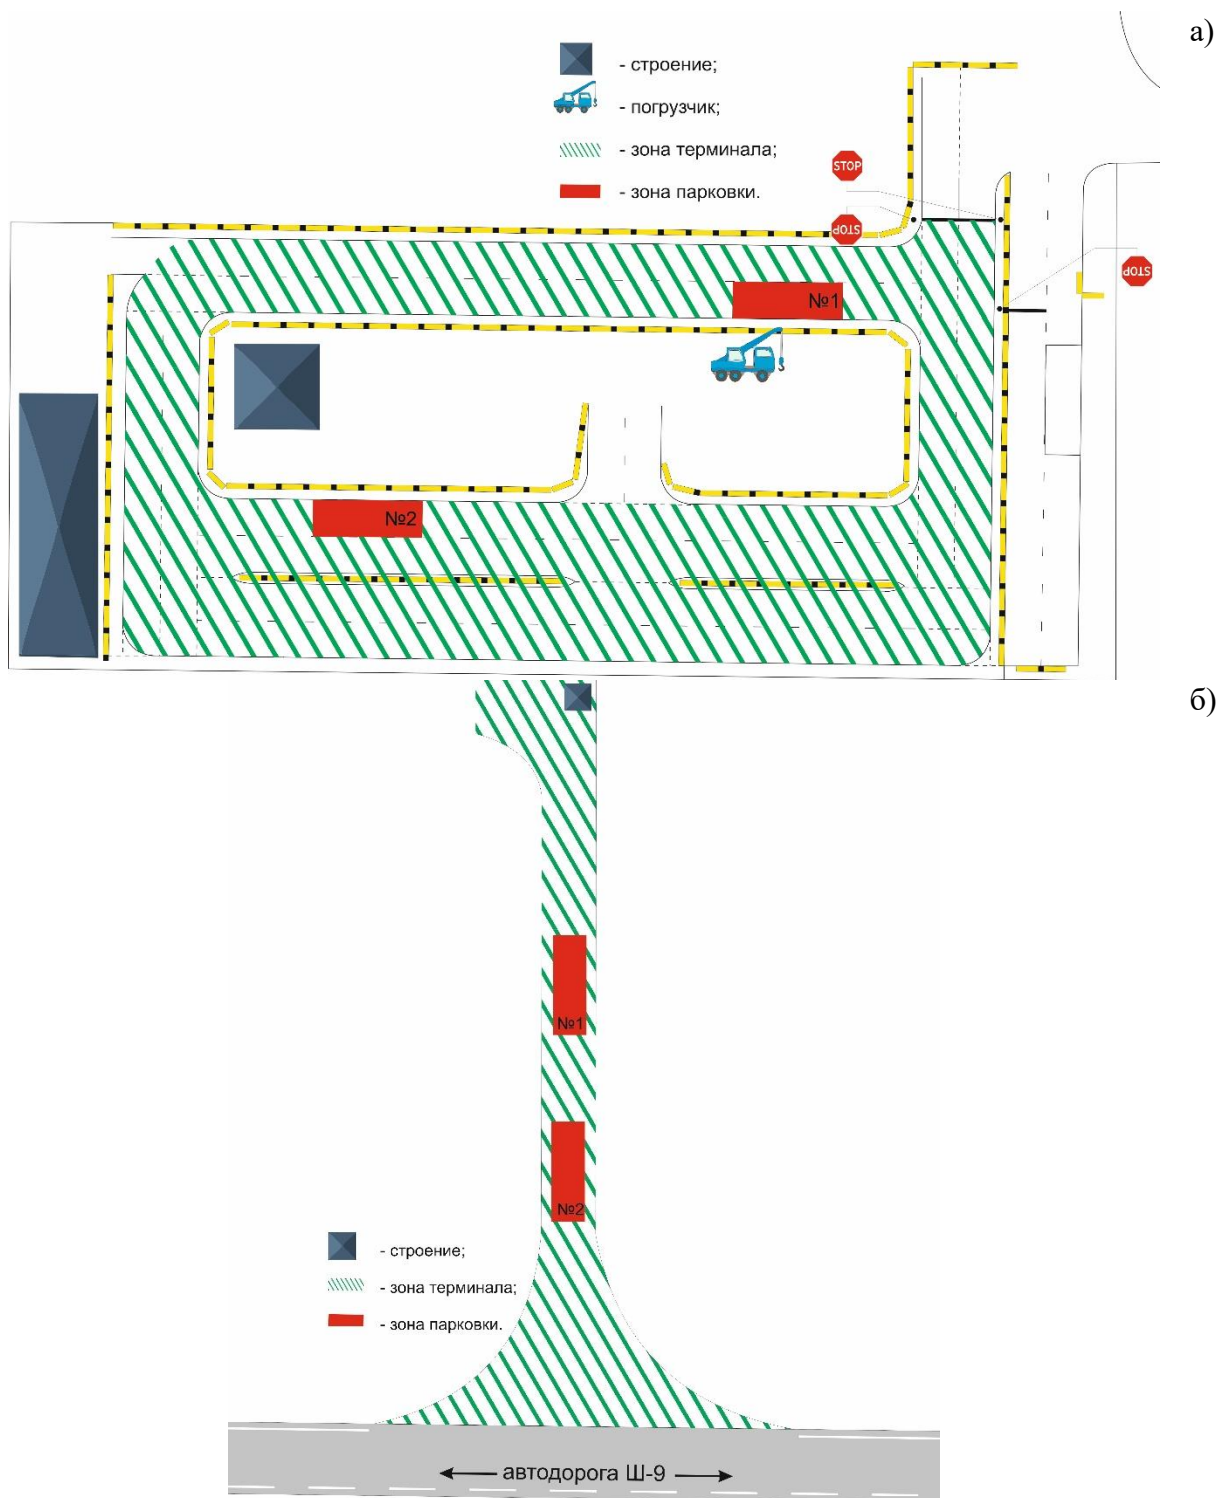 а)
- строение;
- погрузчик;
- зона терминала;
- зона парковки.
STOP
STOP
STOP
№1
№2
б)
№1
№2
- строение;
- зона терминала;
- зона парковки.
автодорога Ш-9